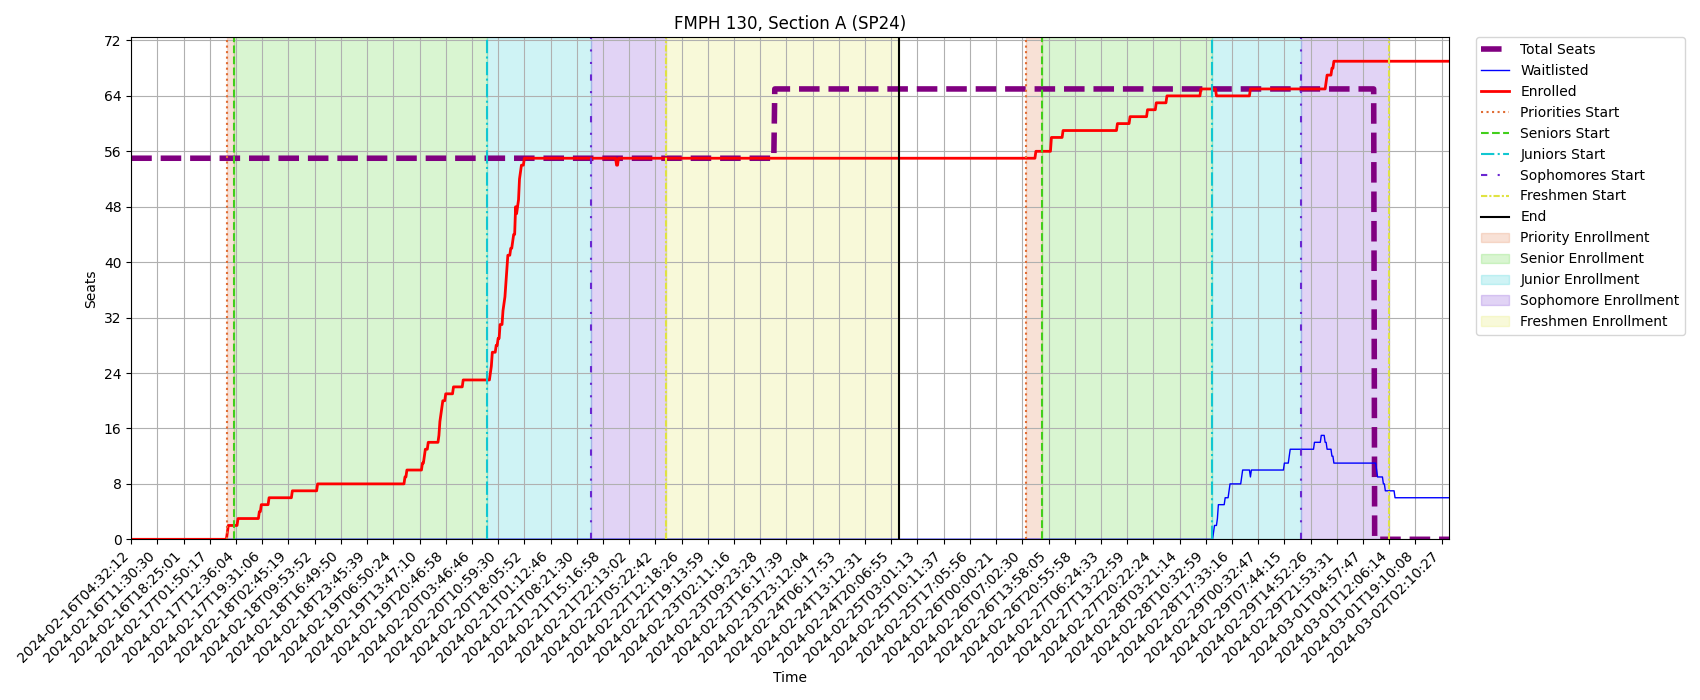 FMPH 130, Section A (SP24)
72
64
56
48
40
32
24
16
8
0
Seats
2024-02-16T04:32:12
2024-02-16T11:30:30
2024-02-16T18:25:01
2024-02-17T01:50:17
2024-02-17T12:36:04
2024-02-17T19:31:06
2024-02-18T02:45:19
2024-02-18T09:53:52
2024-02-18T16:49:50
2024-02-18T23:45:39
2024-02-19T06:50:24
2024-02-19T13:47:10
2024-02-19T20:46:58
2024-02-20T03:46:46
2024-02-20T10:59:30
2024-02-20T18:05:52
2024-02-21T01:12:46
2024-02-21T08:21:30
2024-02-21T15:16:58
2024-02-21T22:13:02
2024-02-22T05:22:42
2024-02-22T12:18:26
2024-02-22T19:13:59
2024-02-23T02:11:16
2024-02-23T09:23:28
2024-02-23T16:17:39
2024-02-23T23:12:04
2024-02-24T06:17:53
2024-02-24T13:12:31
2024-02-24T20:06:55
2024-02-25T03:01:13
2024-02-25T10:11:37
2024-02-25T17:05:56
2024-02-26T00:00:21
2024-02-26T07:02:30
2024-02-26T13:58:05
2024-02-26T20:55:58
2024-02-27T06:24:33
2024-02-27T13:22:59
2024-02-27T20:22:24
2024-02-28T03:21:14
2024-02-28T10:32:59
2024-02-28T17:33:16
2024-02-29T00:32:47
2024-02-29T07:44:15
2024-02-29T14:52:26
2024-02-29T21:53:31
2024-03-01T04:57:47
2024-03-01T12:06:14
2024-03-01T19:10:08
2024-03-02T02:10:27
Time
Total Seats
Waitlisted
Enrolled
Priorities Start
Seniors Start
Juniors Start
Sophomores Start
Freshmen Start
End
Priority Enrollment
Senior Enrollment
Junior Enrollment
Sophomore Enrollment
Freshmen Enrollment